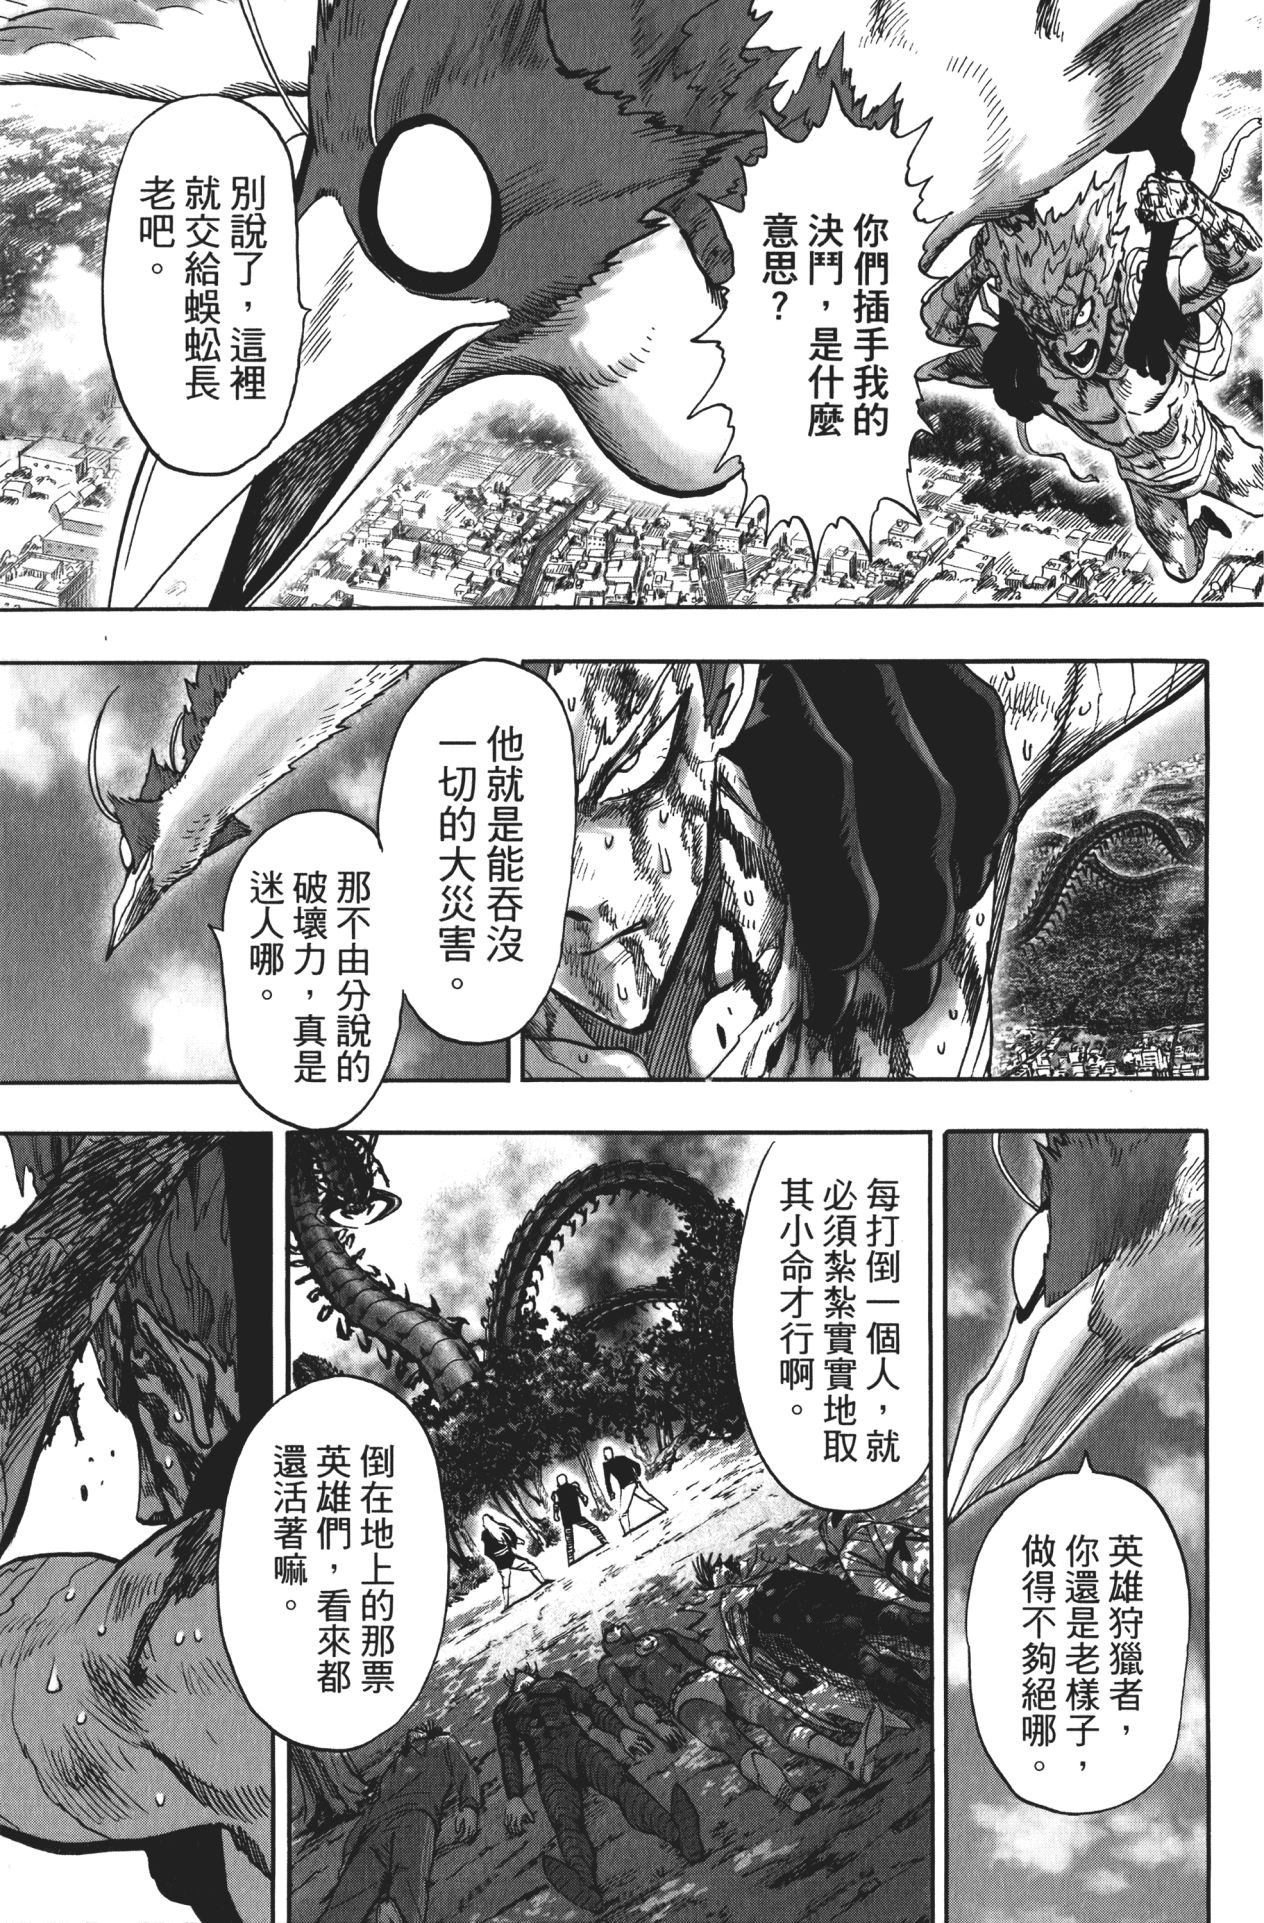 你們插手我的
決鬥，是什麼
意思？
別說了，這裡
就交給蜈蚣長
老吧。
他就是能吞沒
一切的大災害。
那不由分說的
破壞力，真是
迷人哪。
英雄狩獵者，
你還是老樣子，
做得不夠絕哪。
每打倒一個人，就
必須紮紮實實地取
其小命才行啊。
倒在地上的那票
英雄們，看來都
還活著嘛。